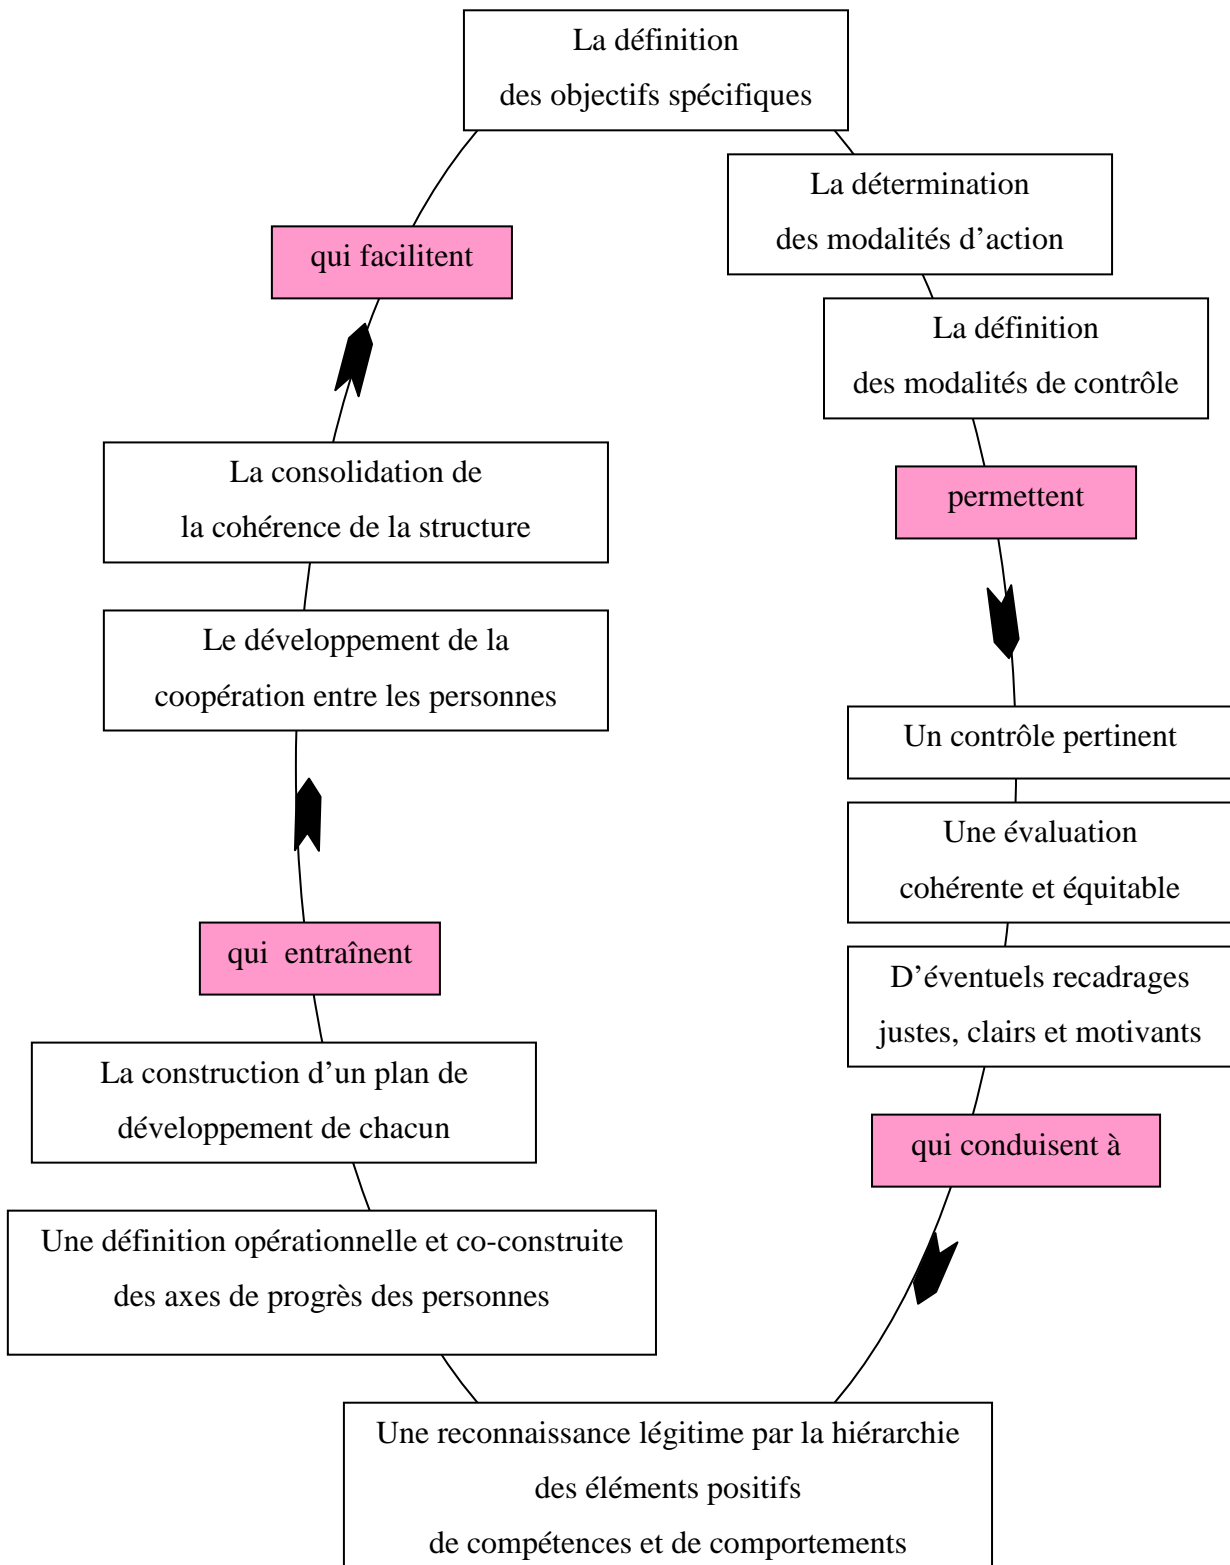 La définition
des objectifs spécifiques
La détermination
des modalités d’action
qui facilitent
La définition
des modalités de contrôle
La consolidation de
la cohérence de la structure
permettent
Le développement de la
coopération entre les personnes
Un contrôle pertinent
Une évaluation
cohérente et équitable
qui  entraînent
D’éventuels recadrages
justes, clairs et motivants
La construction d’un plan de
développement de chacun
qui conduisent à
Une définition opérationnelle et co-construite
des axes de progrès des personnes
Une reconnaissance légitime par la hiérarchie
des éléments positifs
de compétences et de comportements